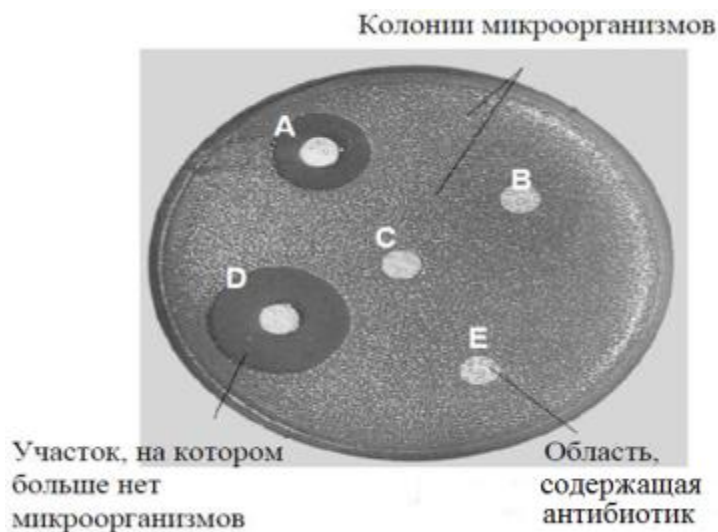 Колонии микроорганизмов
A
B
C
D
E
Участок, на котором
больше нет
микроорганизмов
Область,
содержащая
антибиотик